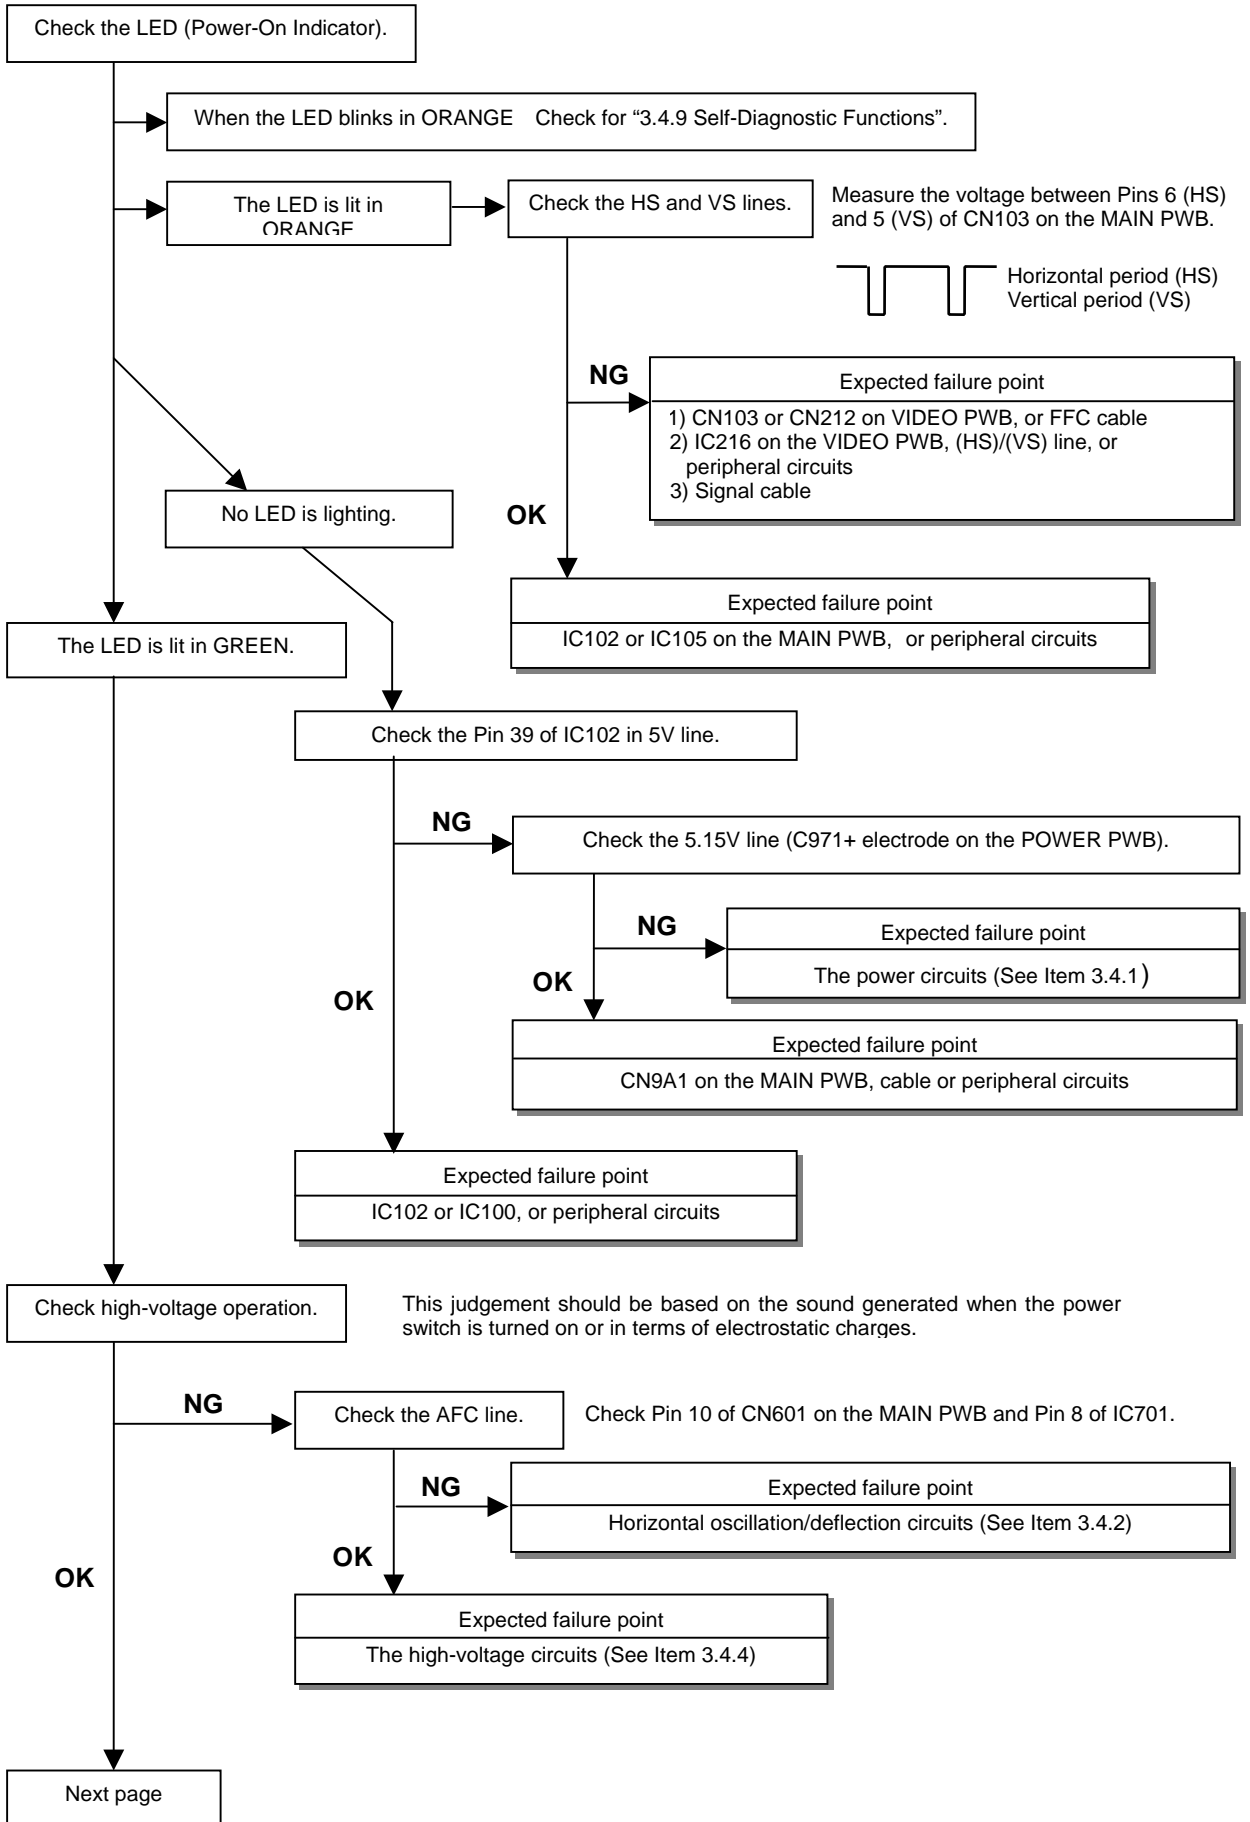 Check the LED (Power-On Indicator).
When the LED blinks in ORANGE    Check for “3.4.9 Self-Diagnostic Functions”.
The LED is lit in
ORANGE
Check the HS and VS lines.
Measure the voltage between Pins 6 (HS)
and 5 (VS) of CN103 on the MAIN PWB.
Horizontal period (HS)
Vertical period (VS)
NG
Expected failure point
1) CN103 or CN212 on VIDEO PWB, or FFC cable
2) IC216 on the VIDEO PWB, (HS)/(VS) line, or
peripheral circuits
3) Signal cable
No LED is lighting.
OK
Expected failure point
IC102 or IC105 on the MAIN PWB,  or peripheral circuits
The LED is lit in GREEN.
Check the Pin 39 of IC102 in 5V line.
NG
Check the 5.15V line (C971+ electrode on the POWER PWB).
NG
Expected failure point
The power circuits (See Item 3.4.1)
OK
OK
Expected failure point
CN9A1 on the MAIN PWB, cable or peripheral circuits
Expected failure point
IC102 or IC100, or peripheral circuits
Check high-voltage operation.
This judgement should be based on the sound generated when the power
switch is turned on or in terms of electrostatic charges.
NG
Check the AFC line.
Check Pin 10 of CN601 on the MAIN PWB and Pin 8 of IC701.
NG
Expected failure point
Horizontal oscillation/deflection circuits (See Item 3.4.2)
OK
OK
Expected failure point
The high-voltage circuits (See Item 3.4.4)
Next page